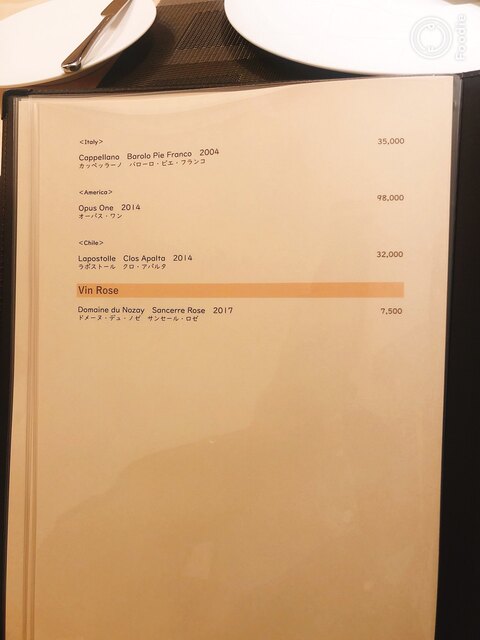 Foodie
<Italy>
Cappellano Barolo Pie Franco 2004 35,000
カッペッラーノ バローロ・ピエ・フランコ
<America>
Opus One 2014 98,000
オーパス・ワン
<Chile>
Lapostolle Clos Apalta 2014 32,000
ラポストール クロ・アパルタ
Vin Rose
Domaine du Nozay Sancerre Rose 2017 7,500
ドメーヌ・デュ・ノゼ サンセール・ロゼ